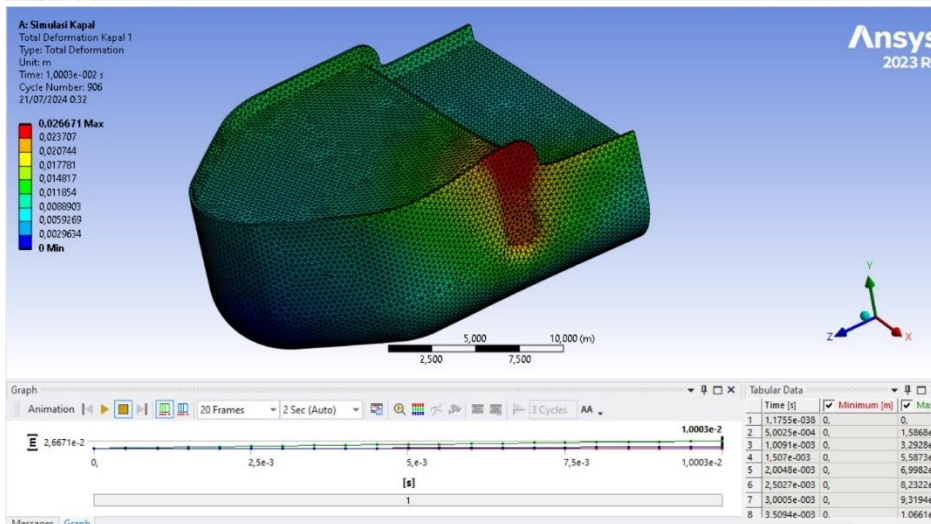 A: Simulasi Kapal
Total Deformation Kapal 1
Type: Total Deformation
Unit: m
Time: 1,0003e-002 s
Cycle Number: 906
21/07/2024 0:32
0,026671 Max
0,023707
0,020744
0,017781
0,014817
0,011854
0,0088903
0,0059269
0,0029634
0 Min
Ansys
2023 R
Y
Z
X
5,000 10,000 (m)
2,500 7,500
Graph
Animation 20 Frames 2 Sec (Auto) 3 Cycles AA
1,0003e-2
[m] 2,6671e-2
0, 2,5e-3 5,e-3 7,5e-3 1,0003e-2
[s]
1
Messages Graph
Tabular Data
Time [s] Minimum [m] Ma
1 1,1755e-038 0, 0,
2 5,0025e-004 0, 1,5868e
3 1,0091e-003 0, 3,2928e
4 1,507e-003 0, 5,5873e
5 2,0048e-003 0, 6,9982e
6 2,5027e-003 0, 8,2322e
7 3,0005e-003 0, 9,3194e
8 3,5094e-003 0, 1,0661e